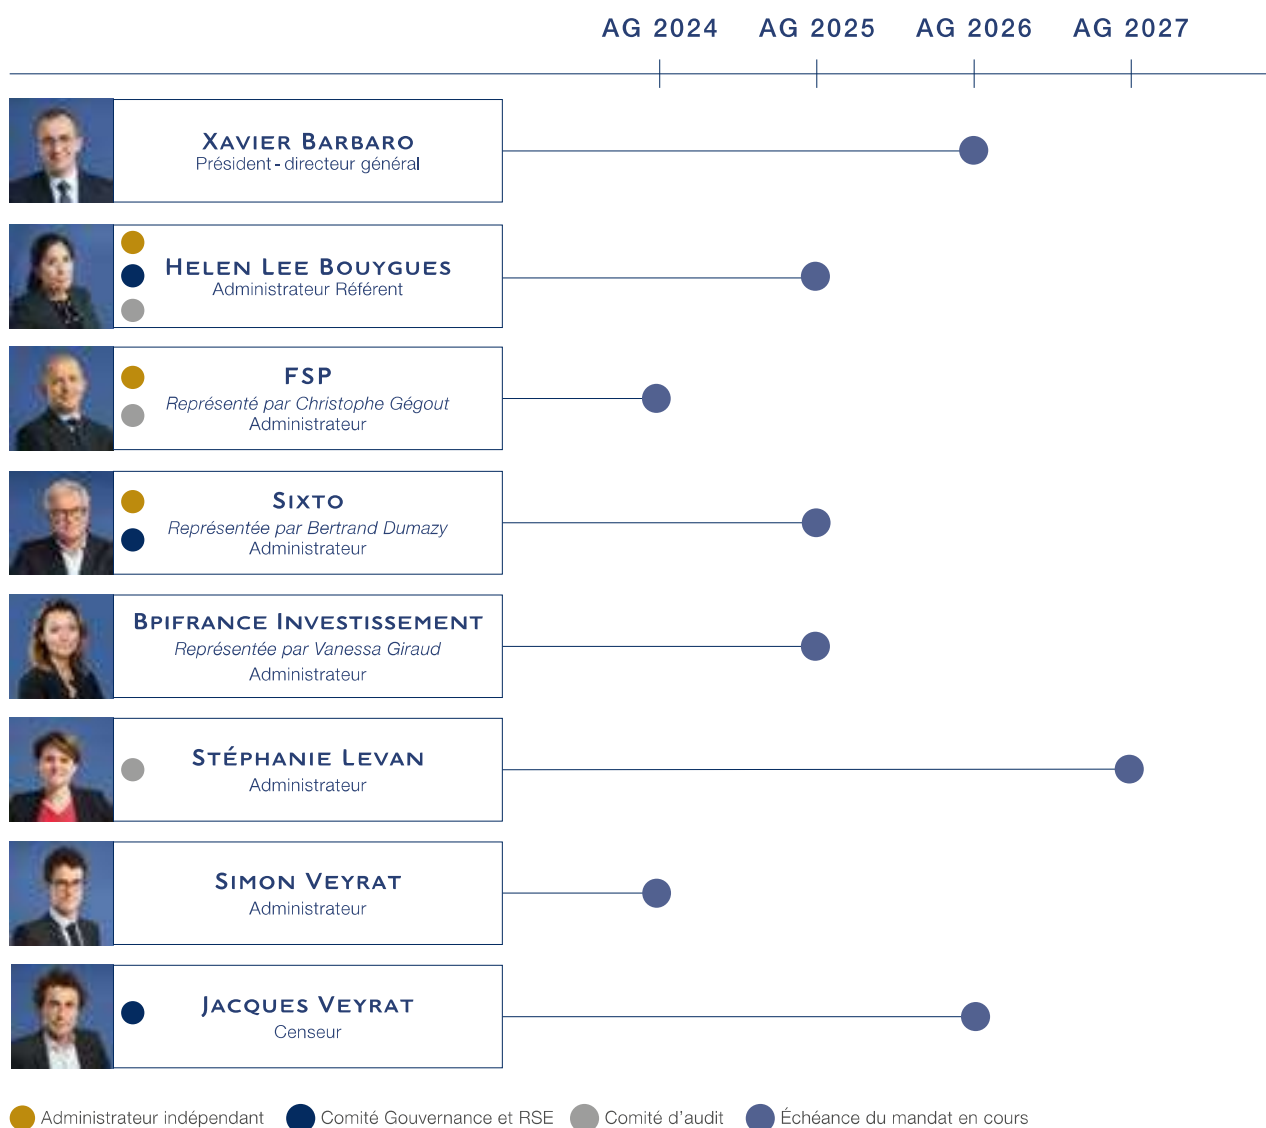 AG 2024 AG 2025 AG 2026 AG 2027
Xavier Barbaro
Président - directeur général
Helen Lee Bouygues
Administrateur Référent
FSP
Représenté par Christophe Gégout
Administrateur
Sixto
Représentée par Bertrand Dumazy
Administrateur
Bpifrance Investissement
Représentée par Vanessa Giraud
Administrateur
Stéphanie Levan
Administrateur
Simon Veyrat
Administrateur
Jacques Veyrat
Censeur
Administrateur indépendant Comité Gouvernance et RSE Comité d'audit Échéance du mandat en cours